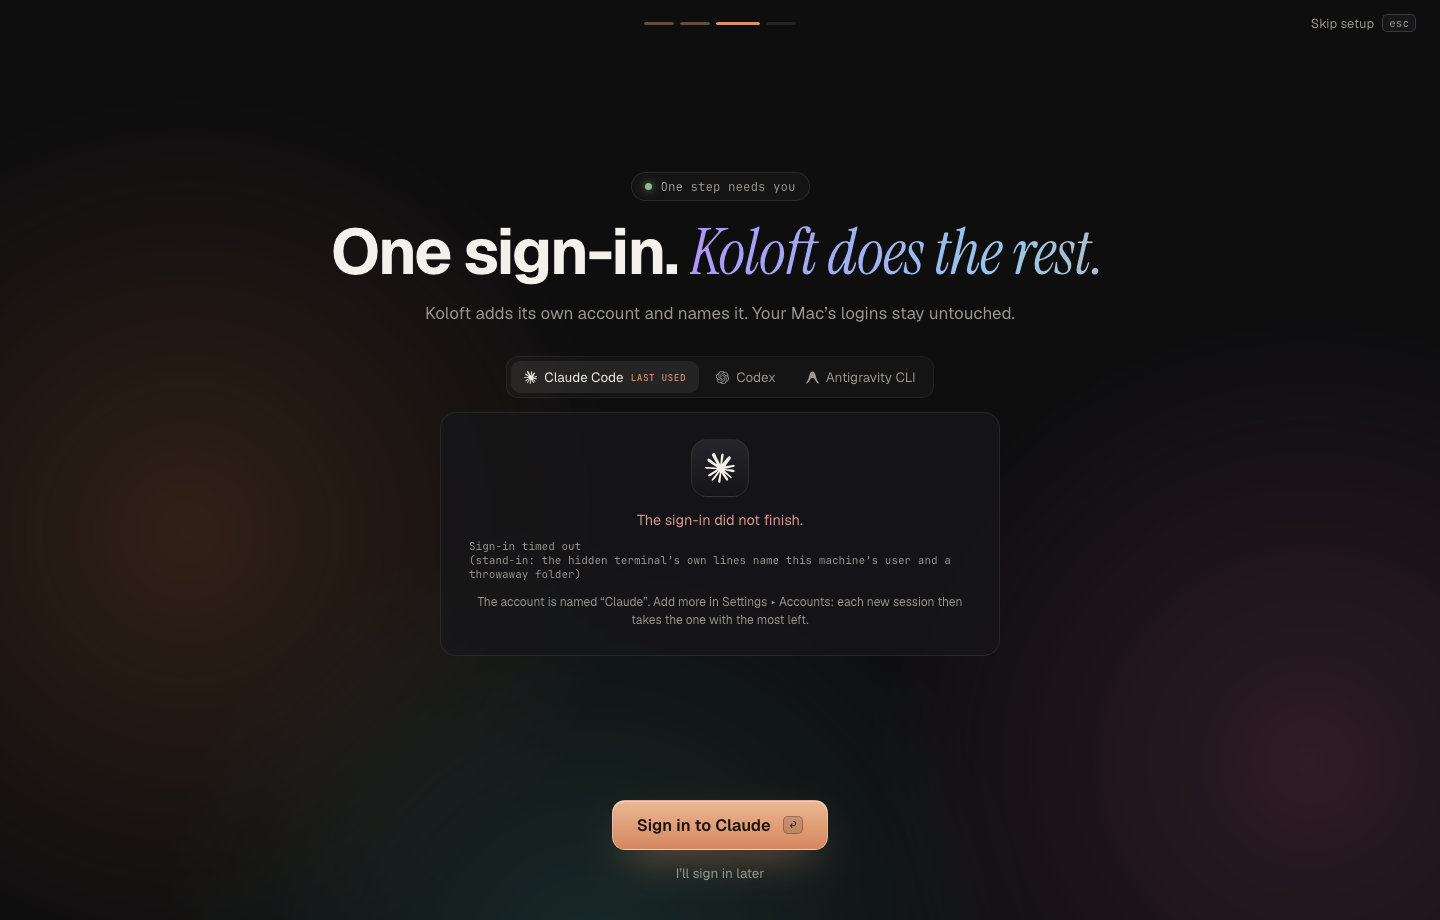 Skip setup esc
One step needs you
One sign-in. Koloft does the rest.
Koloft adds its own account and names it. Your Mac’s logins stay untouched.
Claude Code LAST USED Codex Antigravity CLI
The sign-in did not finish.
Sign-in timed out
(stand-in: the hidden terminal’s own lines name this machine’s user and a
throwaway folder)
The account is named “Claude”. Add more in Settings ‣ Accounts: each new session then
takes the one with the most left.
Sign in to Claude ⏎
I’ll sign in later